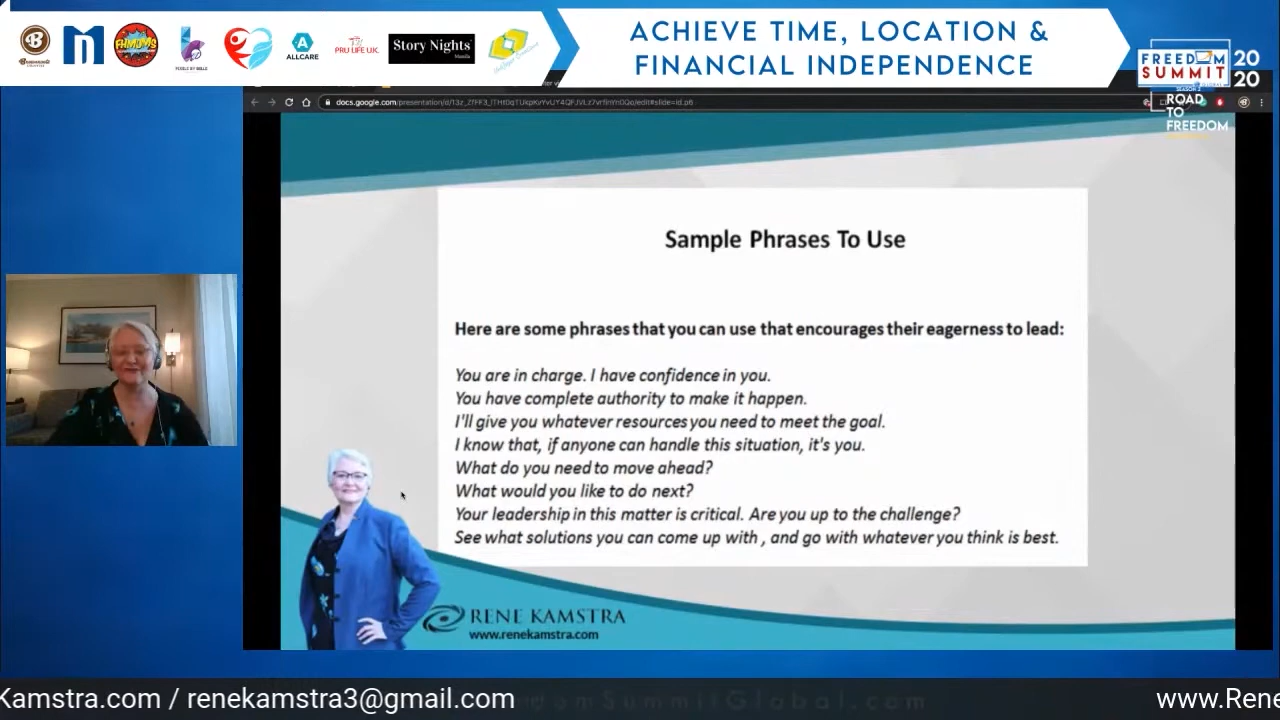 ACHIEVE TIME, LOCATION &
FINANCIAL INDEPENDENCE
FHMOMS
ALLCARE
PRU LIFE U.K.
Story Nights
Manila
FREEDOM
SUMMIT
20
20
SEASON 2
ROAD
TO
FREEDOM
Sample Phrases To Use
Here are some phrases that you can use that encourages their eagerness to lead:
You are in charge. I have confidence in you.
You have complete authority to make it happen.
I'll give you whatever resources you need to meet the goal.
I know that, if anyone can handle this situation, it's you.
What do you need to move ahead?
What would you like to do next?
Your leadership in this matter is critical. Are you up to the challenge?
See what solutions you can come up with , and go with whatever you think is best.
RENE KAMSTRA
www.renekamstra.com
Kamstra.com / renekamstra3@gmail.com
www.Rene